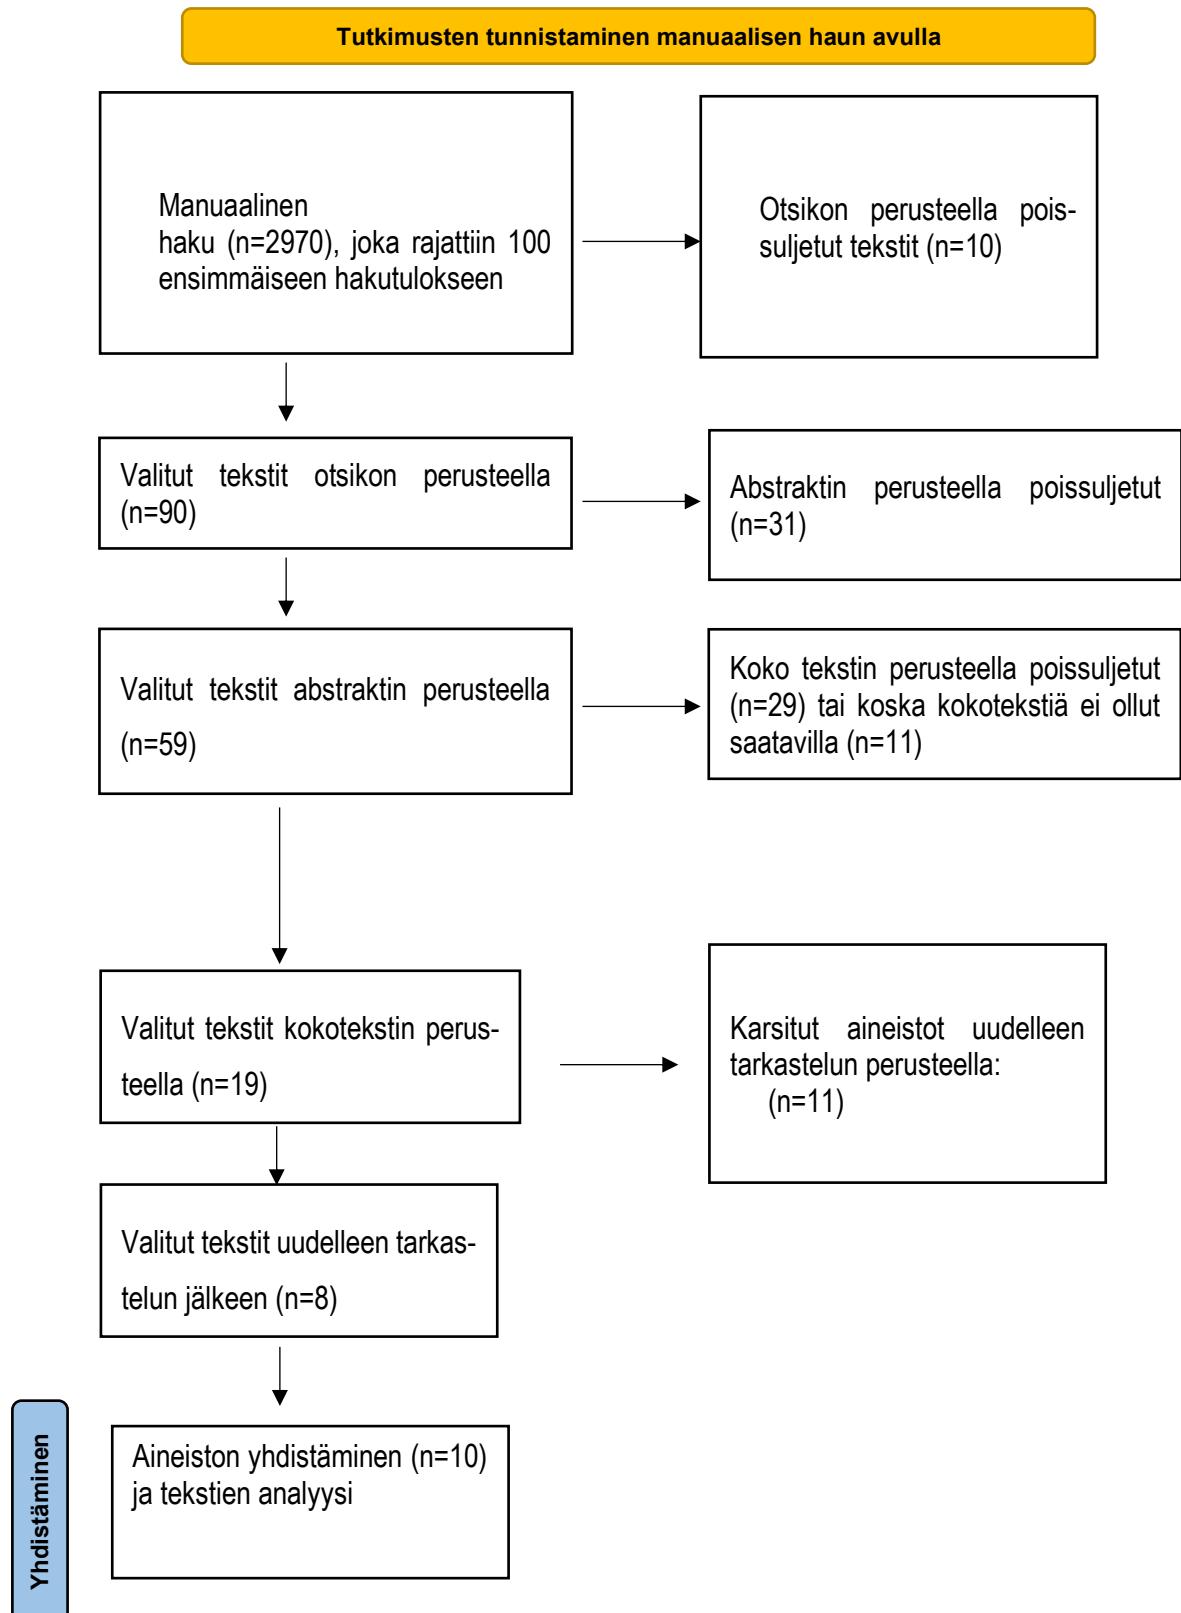 Tutkimusten tunnistaminen manuaalisen haun avulla
Manuaalinen
haku (n=2970), joka rajattiin 100
ensimmäiseen hakutulokseen
Otsikon perusteella pois-
suljetut tekstit (n=10)
Valitut tekstit otsikon perusteella
(n=90)
Abstraktin perusteella poissuljetut
(n=31)
Valitut tekstit abstraktin perusteella
(n=59)
Koko tekstin perusteella poissuljetut
(n=29) tai koska kokotekstiä ei ollut
saatavilla (n=11)
Valitut tekstit kokotekstin perus-
teella (n=19)
Karsitut aineistot uudelleen
tarkastelun perusteella:
(n=11)
Valitut tekstit uudelleen tarkas-
telun jälkeen (n=8)
Yhdistäminen
Aineiston yhdistäminen (n=10)
ja tekstien analyysi